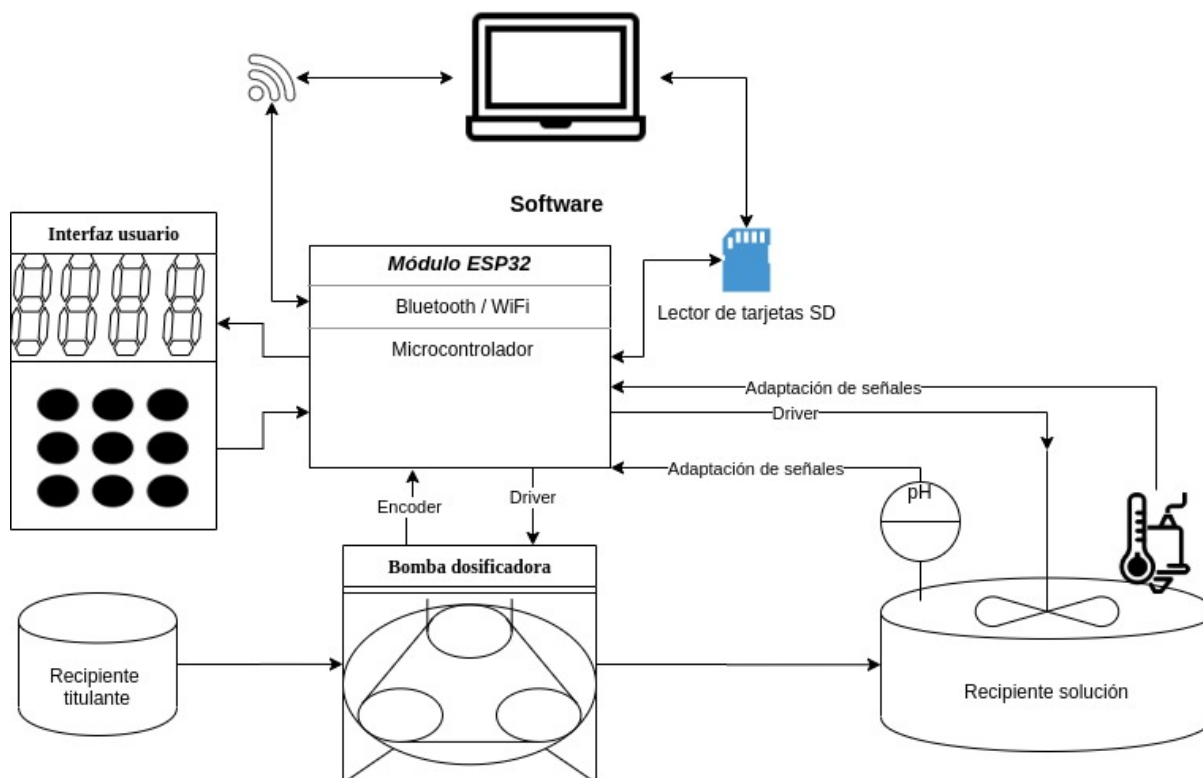 Software
Interfaz usuario
Módulo ESP32
Bluetooth / WiFi
Microcontrolador
Lector de tarjetas SD
Adaptación de señales
Driver
Adaptación de señales
pH
Encoder
Driver
Bomba dosificadora
Recipiente
titulante
Recipiente solución